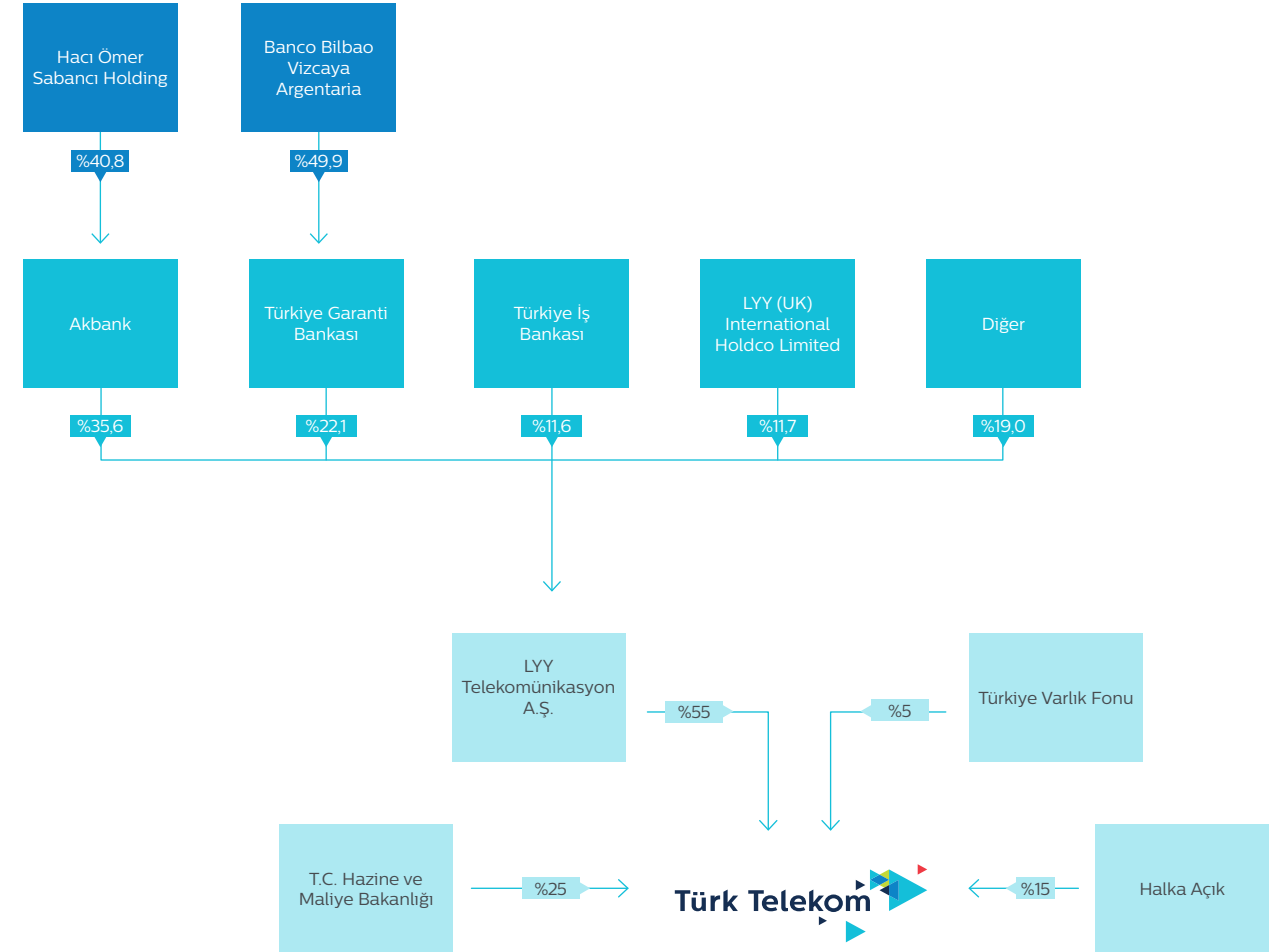 Hacı Ömer
Sabancı Holding
Banco Bilbao
Vizcaya
Argentaria
%40,8
%49,9
Akbank
Türkiye Garanti
Bankası
Türkiye İş
Bankası
LYY (UK)
International
Holdco Limited
Diğer
%35,6
%22,1
%11,6
%11,7
%19,0
LYY
Telekomünikasyon
A.Ş.
%55
%5
Türkiye Varlık Fonu
T.C. Hazine ve
Maliye Bakanlığı
%25
Türk Telekom
%15
Halka Açık